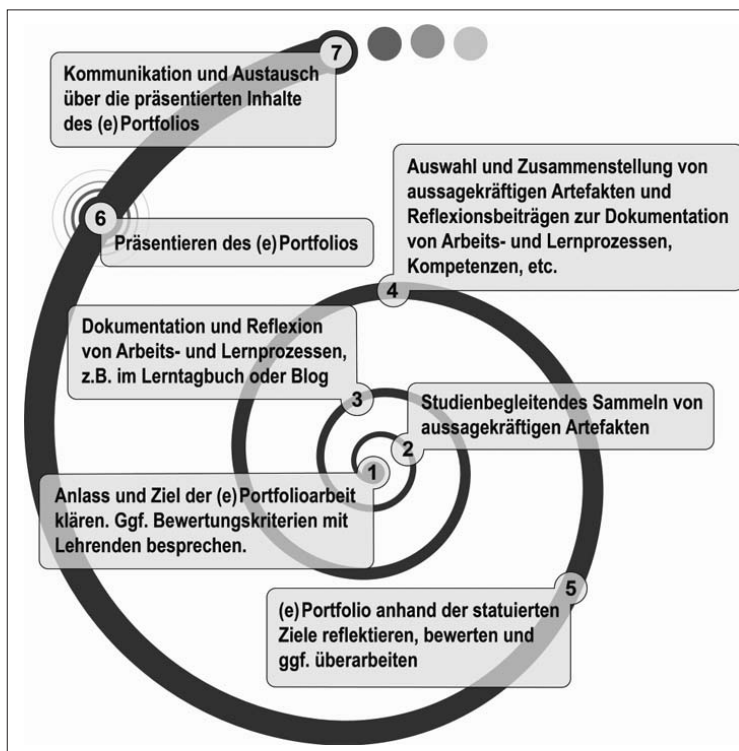 7
Kommunikation und Austausch
über die präsentierten Inhalte
des (e)Portfolios
4
Auswahl und Zusammenstellung von
aussagekräftigen Artefakten und
Reflexionsbeiträgen zur Dokumentation
von Arbeits- und Lernprozessen,
Kompetenzen, etc.
6
Präsentieren des (e)Portfolios
3
Dokumentation und Reflexion
von Arbeits- und Lernprozessen,
z.B. im Lerntagbuch oder Blog
2
Studienbegleitendes Sammeln von
aussagekräftigen Artefakten
1
Anlass und Ziel der (e)Portfolioarbeit
klären. Ggf. Bewertungskriterien mit
Lehrenden besprechen.
5
(e)Portfolio anhand der statuierten
Ziele reflektieren, bewerten und
ggf. überarbeiten